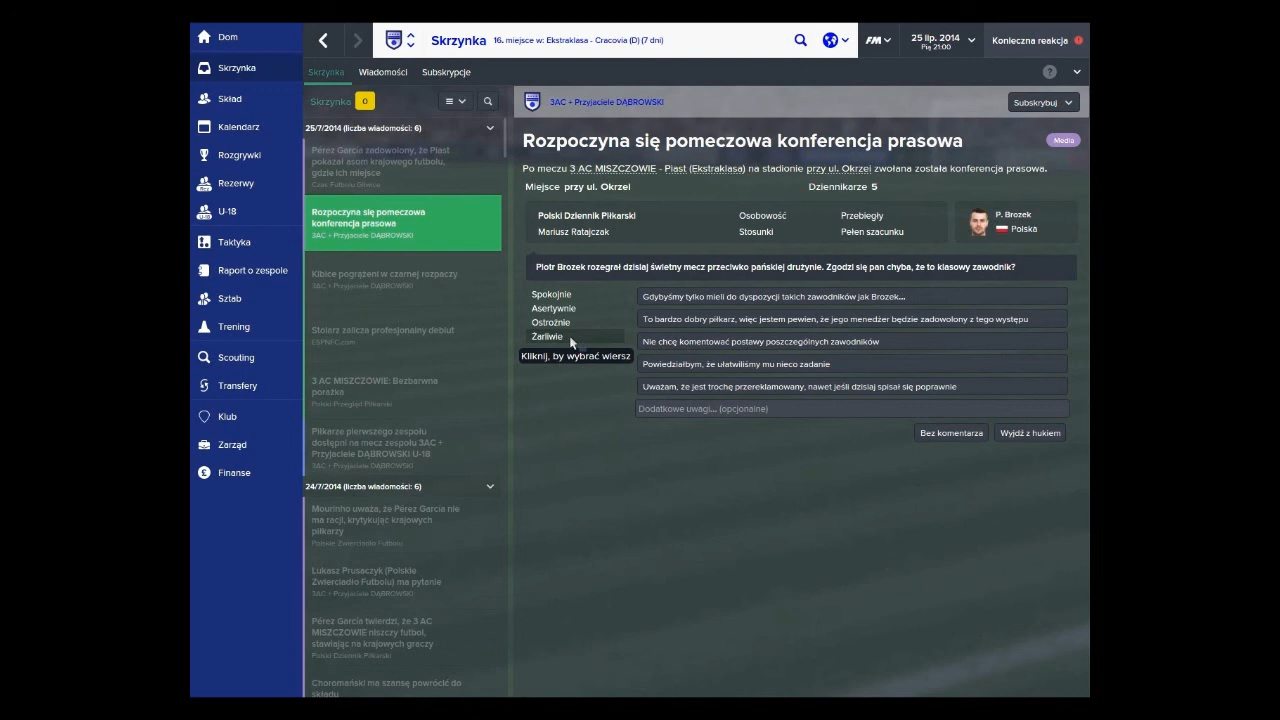 Dom
Skrzynka
Skład
Kalendarz
Rozgrywki
Rezerwy
U-18
Taktyka
Raport o zespole
Sztab
Trening
Scouting
Transfery
Klub
Zarząd
Finanse
Skrzynka
16. miejsce w: Ekstraklasa - Cracovia (D) (7 dni)
FM
25 lip. 2014
Pią 21:00
Konieczna reakcja
Skrzynka Wiadomości Subskrypcje
Skrzynka 0
25/7/2014 (liczba wiadomości: 6)
Pérez García zadowolony, że Piast
pokazał asom krajowego futbolu,
gdzie ich miejsce
Czas Futbolu Gliwice
Rozpoczyna się pomeczowa
konferencja prasowa
3AC + Przyjaciele DĄBROWSKI
Kibice pogrążeni w czarnej rozpaczy
3AC + Przyjaciele DĄBROWSKI
Stolarz zalicza profesjonalny debiut
ESPNFC.com
3 AC MISZCZOWIE: Bezbarwna
porażka
Polski Przegląd Piłkarski
Piłkarze pierwszego zespołu
dostępni na mecz zespołu 3AC +
Przyjaciele DĄBROWSKI U-18
3AC + Przyjaciele DĄBROWSKI
24/7/2014 (liczba wiadomości: 6)
Mourinho uważa, że Pérez García nie
ma racji, krytykując krajowych
piłkarzy
Polskie Zwierciadło Futbolu
Lukasz Prusaczyk (Polskie
Zwierciadło Futbolu) ma pytanie
3AC + Przyjaciele DĄBROWSKI
Pérez García twierdzi, że 3 AC
MISZCZOWIE niszczy futbol,
stawiając na krajowych graczy
Polski Dziennik Piłkarski
Choromański ma szansę powrócić do
składu
3AC + Przyjaciele DĄBROWSKI
Subskrybuj
Rozpoczyna się pomeczowa konferencja prasowa
Media
Po meczu 3 AC MISZCZOWIE - Piast (Ekstraklasa) na stadionie przy ul. Okrzei zwołana została konferencja prasowa.
Miejsce przy ul. Okrzei
Dziennikarze 5
Polski Dziennik Piłkarski Osobowość Przebiegły
Mariusz Ratajczak Stosunki Pełen szacunku
P. Brożek
Polska
Piotr Brożek rozegrał dzisiaj świetny mecz przeciwko pańskiej drużynie. Zgodzi się pan chyba, że to klasowy zawodnik?
Spokojnie
Asertywnie
Ostrożnie
Żarliwie
Kliknij, by wybrać wiersz
Gdybyśmy tylko mieli do dyspozycji takich zawodników jak Brożek...
To bardzo dobry piłkarz, więc jestem pewien, że jego menedżer będzie zadowolony z tego występu
Nie chcę komentować postawy poszczególnych zawodników
Powiedziałbym, że ułatwiliśmy mu nieco zadanie
Uważam, że jest trochę przereklamowany, nawet jeśli dzisiaj spisał się poprawnie
Dodatkowe uwagi... (opcjonalne)
Bez komentarza
Wyjdź z hukiem